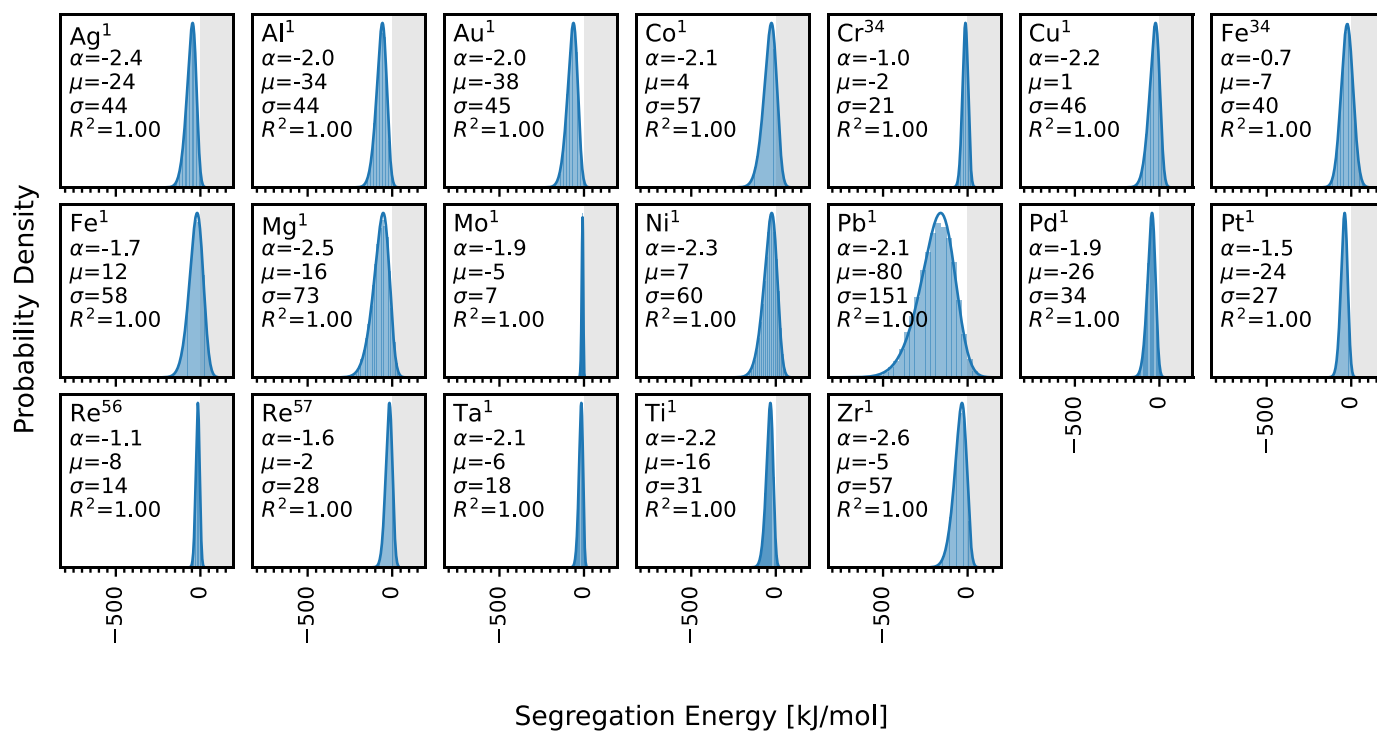 Probability Density
Ag¹
α=-2.4
μ=-24
σ=44
R²=1.00
Al¹
α=-2.0
μ=-34
σ=44
R²=1.00
Au¹
α=-2.0
μ=-38
σ=45
R²=1.00
Co¹
α=-2.1
μ=4
σ=57
R²=1.00
Cr³⁴
α=-1.0
μ=-2
σ=21
R²=1.00
Cu¹
α=-2.2
μ=1
σ=46
R²=1.00
Fe³⁴
α=-0.7
μ=-7
σ=40
R²=1.00
Fe¹
α=-1.7
μ=12
σ=58
R²=1.00
Mg¹
α=-2.5
μ=-16
σ=73
R²=1.00
Mo¹
α=-1.9
μ=-5
σ=7
R²=1.00
Ni¹
α=-2.3
μ=7
σ=60
R²=1.00
Pb¹
α=-2.1
μ=-80
σ=151
R²=1.00
Pd¹
α=-1.9
μ=-26
σ=34
R²=1.00
Pt¹
α=-1.5
μ=-24
σ=27
R²=1.00
−500
0
−500
0
Re⁵⁶
α=-1.1
μ=-8
σ=14
R²=1.00
Re⁵⁷
α=-1.6
μ=-2
σ=28
R²=1.00
Ta¹
α=-2.1
μ=-6
σ=18
R²=1.00
Ti¹
α=-2.2
μ=-16
σ=31
R²=1.00
Zr¹
α=-2.6
μ=-5
σ=57
R²=1.00
−500
0
−500
0
−500
0
−500
0
−500
0
Segregation Energy [kJ/mol]